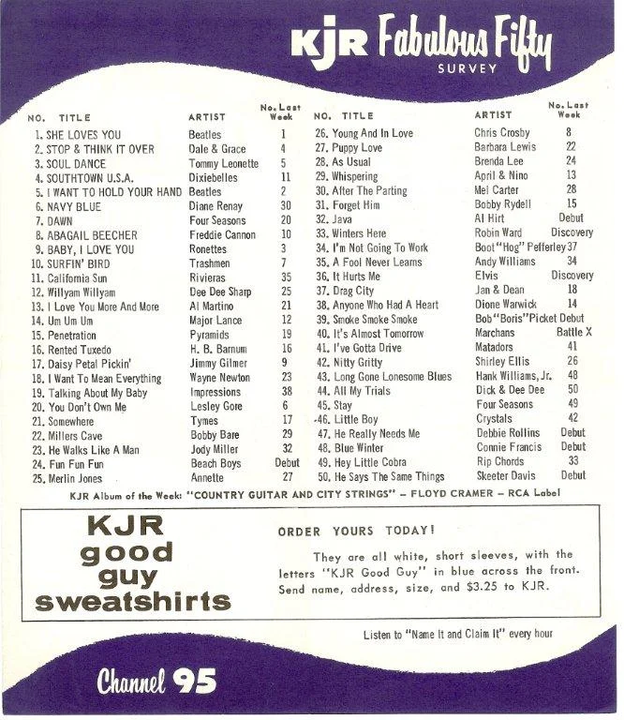 KJR Fabulous Fifty
SURVEY
NO. TITLE ARTIST No. Last Week
1. SHE LOVES YOU Beatles 1
2. STOP & THINK IT OVER Dale & Grace 4
3. SOUL DANCE Tommy Leonette 5
4. SOUTHTOWN U.S.A. Dixiebelles 11
5. I WANT TO HOLD YOUR HAND Beatles 2
6. NAVY BLUE Diane Renay 30
7. DAWN Four Seasons 20
8. ABAGAIL BEECHER Freddie Cannon 10
9. BABY, I LOVE YOU Ronettes 3
10. SURFIN' BIRD Trashmen 7
11. California Sun Rivieras 35
12. Willyam Willyam Dee Dee Sharp 25
13. I Love You More And More Al Martino 21
14. Um Um Um Major Lance 12
15. Penetration Pyramids 19
16. Rented Tuxedo H. B. Barnum 16
17. Daisy Petal Pickin' Jimmy Gilmer 9
18. I Want To Mean Everything Wayne Newton 23
19. Talking About My Baby Impressions 38
20. You Don't Own Me Lesley Gore 6
21. Somewhere Tymes 17
22. Millers Cave Bobby Bare 29
23. He Walks Like A Man Jody Miller 32
24. Fun Fun Fun Beach Boys Debut
25. Merlin Jones Annette 27
NO. TITLE ARTIST No. Last Week
26. Young And In Love Chris Crosby 8
27. Puppy Love Barbara Lewis 22
28. As Usual Brenda Lee 24
29. Whispering April & Nino 13
30. After The Parting Mel Carter 28
31. Forget Him Bobby Rydell 15
32. Java Al Hirt Debut
33. Winters Here Robin Ward Discovery
34. I'm Not Going To Work Boot "Hog" Pefferley 37
35. A Fool Never Learns Andy Williams 34
36. It Hurts Me Elvis Discovery
37. Drag City Jan & Dean 18
38. Anyone Who Had A Heart Dione Warwick 14
39. Smoke Smoke Smoke Bob "Boris" Picket Debut
40. It's Almost Tomorrow Marchans Battle X
41. I've Gotta Drive Matadors 41
42. Nitty Gritty Shirley Ellis 26
43. Long Gone Lonesome Blues Hank Williams, Jr. 48
44. All My Trials Dick & Dee Dee 50
45. Stay Four Seasons 49
46. Little Boy Crystals 42
47. He Really Needs Me Debbie Rollins Debut
48. Blue Winter Connie Francis Debut
49. Hey Little Cobra Rip Chords 33
50. He Says The Same Things Skeeter Davis Debut
KJR Album of the Week: "COUNTRY GUITAR AND CITY STRINGS" – FLOYD CRAMER – RCA Label
KJR
good
guy
sweatshirts
ORDER YOURS TODAY!
They are all white, short sleeves, with the
letters "KJR Good Guy" in blue across the front.
Send name, address, size, and $3.25 to KJR.
Listen to "Name It and Claim It" every hour
Channel 95